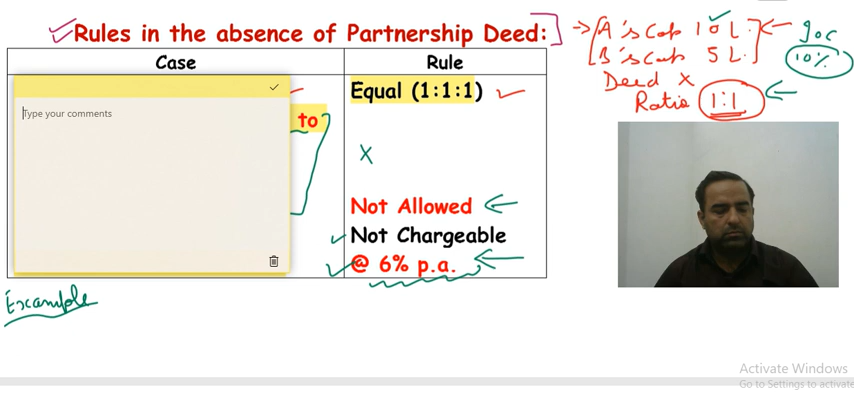 Rules in the absence of Partnership Deed:
Case
Rule
Type your comments
to
Equal (1:1:1)
X
Not Allowed
Not Chargeable
@ 6% p.a.
Example
A's Cap 10 L.
B's Cap 5 L.
Deed X
Ratio 1:1
IOC
10%
Activate Windows
Go to Settings to activate